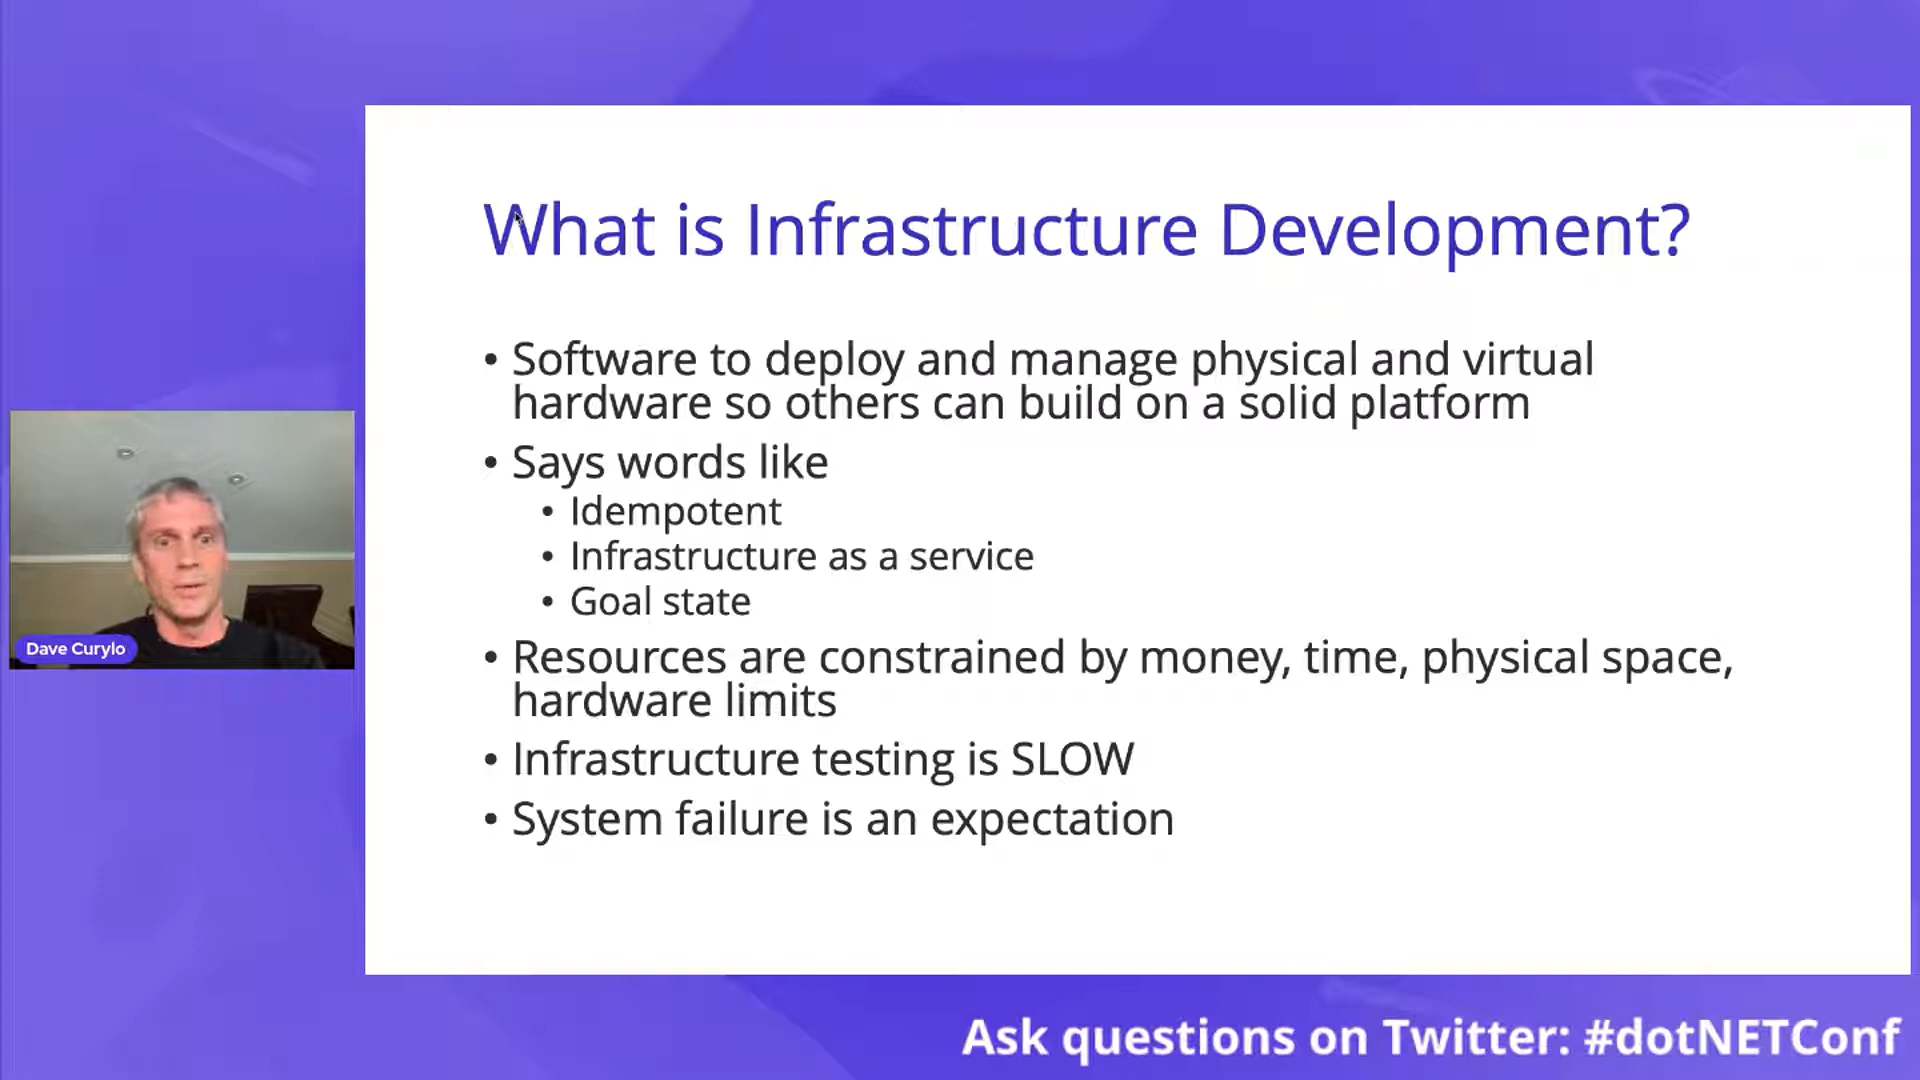 What is Infrastructure Development?
• Software to deploy and manage physical and virtual
hardware so others can build on a solid platform
• Says words like
• Idempotent
• Infrastructure as a service
• Goal state
• Resources are constrained by money, time, physical space,
hardware limits
• Infrastructure testing is SLOW
• System failure is an expectation
Dave Curylo
Ask questions on Twitter: #dotNETConf